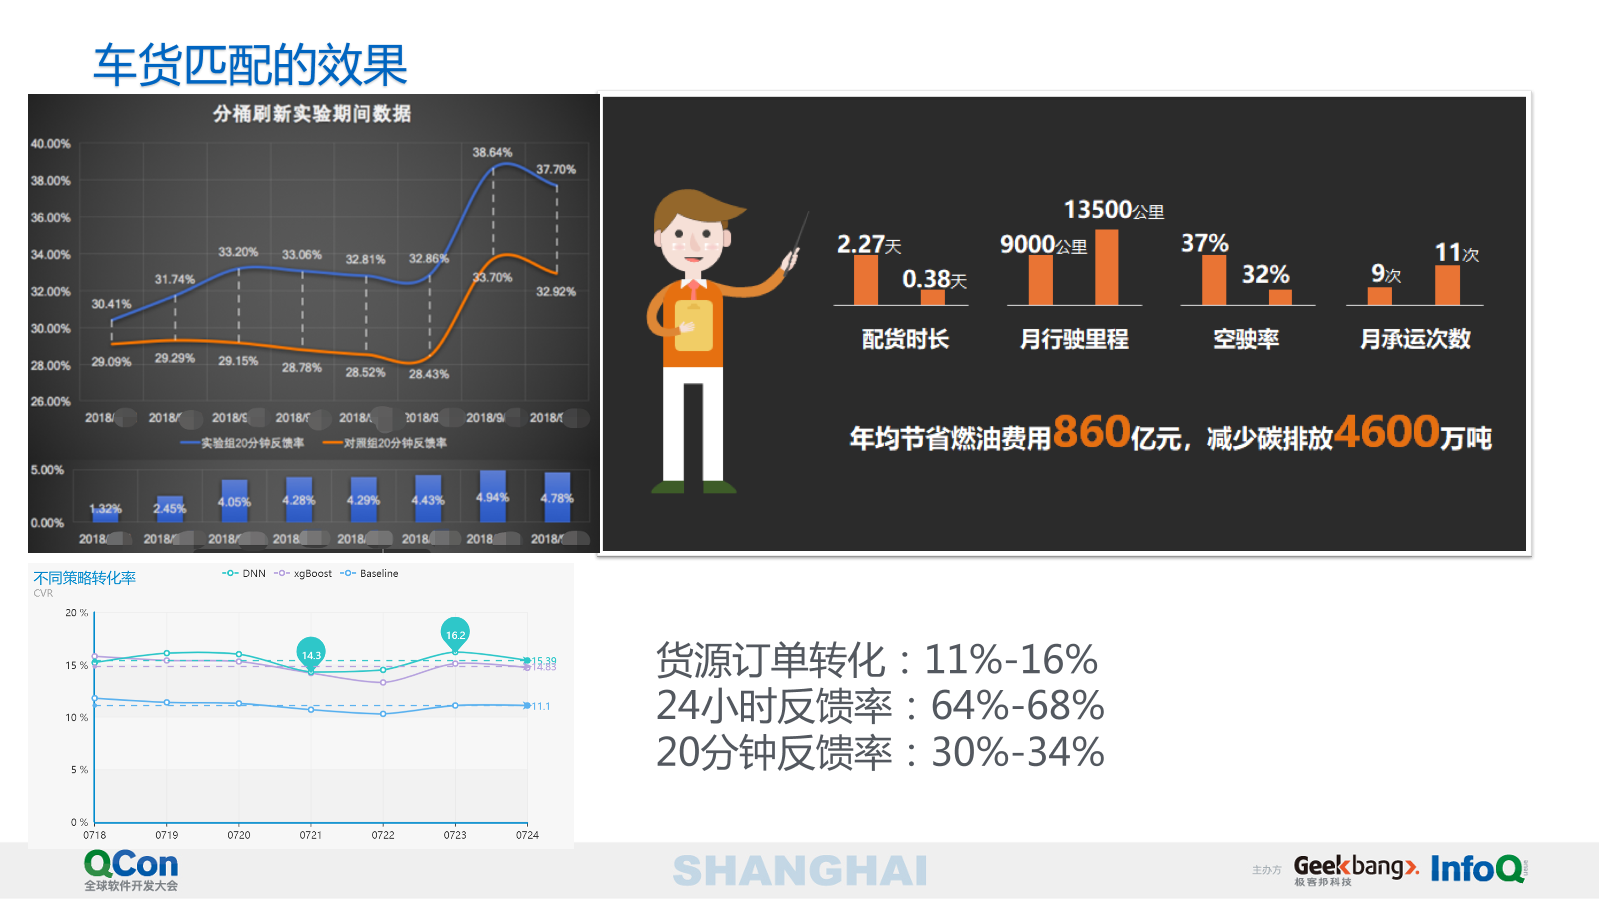 车货匹配的效果
分桶刷新实验期间数据
40.00%
38.00%
36.00%
34.00%
32.00%
30.00%
28.00%
26.00%
30.41%
31.74%
33.20%
33.06%
32.81%
32.86%
38.64%
37.70%
29.09%
29.29%
29.15%
28.78%
28.52%
28.43%
33.70%
32.92%
2018/ 2018/ 2018/9 2018/9 2018/ 2018/9 2018/9/ 2018/
实验组20分钟反馈率 对照组20分钟反馈率
5.00%
0.00%
1.32% 2.45% 4.05% 4.28% 4.29% 4.43% 4.94% 4.78%
2018/ 2018/ 2018/ 2018/ 2018/ 2018/ 2018/ 2018/
2.27天
0.38天
配货时长
9000公里
13500公里
月行驶里程
37%
32%
空驶率
9次
11次
月承运次数
年均节省燃油费用860亿元，减少碳排放4600万吨
不同策略转化率
CVR
DNN xgBoost Baseline
20 %
15 %
10 %
5 %
0 %
14.3
16.2
15.39
14.83
11.1
0718 0719 0720 0721 0722 0723 0724
货源订单转化：11%-16%
24小时反馈率：64%-68%
20分钟反馈率：30%-34%
QCon
全球软件开发大会
SHANGHAI
主办方
Geekbang
极客邦科技
InfoQ